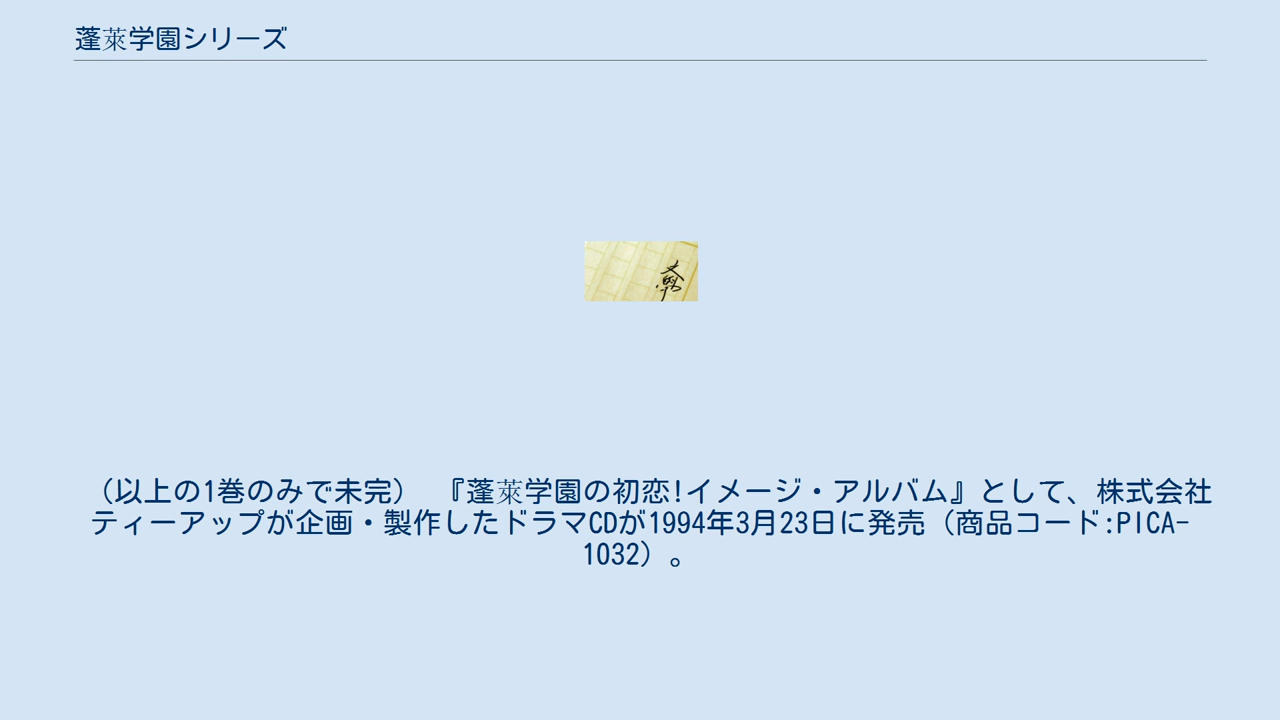 蓬萊学園シリーズ
（以上の1巻のみで未完）　『蓬萊学園の初恋!イメージ・アルバム』として、株式会社
ティーアップが企画・製作したドラマCDが1994年3月23日に発売（商品コード:PICA-
1032）。